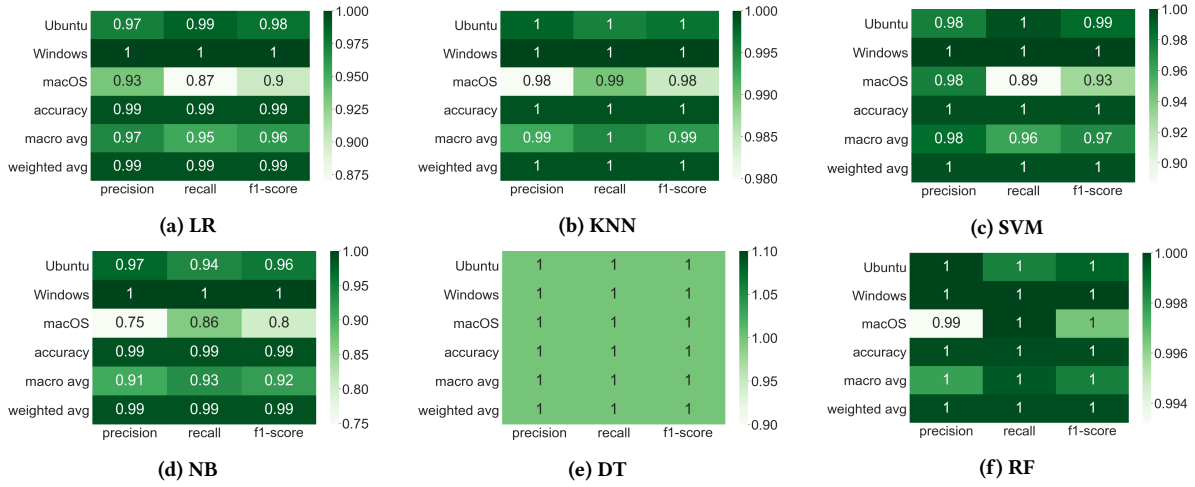 Ubuntu 0.97 0.99 0.98 1.000
Windows 1 1 1 0.975
macOS 0.93 0.87 0.9 0.950
accuracy 0.99 0.99 0.99 0.925
macro avg 0.97 0.95 0.96 0.900
weighted avg 0.99 0.99 0.99 0.875
precision recall f1-score
(a) LR
Ubuntu 1 1 1 1.000
Windows 1 1 1 0.995
macOS 0.98 0.99 0.98 0.990
accuracy 1 1 1
macro avg 0.99 1 0.99 0.985
weighted avg 1 1 1 0.980
precision recall f1-score
(b) KNN
Ubuntu 0.98 1 0.99 1.00
Windows 1 1 1 0.98
macOS 0.98 0.89 0.93 0.96
accuracy 1 1 1 0.94
macro avg 0.98 0.96 0.97 0.92
weighted avg 1 1 1 0.90
precision recall f1-score
(c) SVM
Ubuntu 0.97 0.94 0.96 1.00
Windows 1 1 1 0.95
macOS 0.75 0.86 0.8 0.90
accuracy 0.99 0.99 0.99 0.85
macro avg 0.91 0.93 0.92 0.80
weighted avg 0.99 0.99 0.99 0.75
precision recall f1-score
(d) NB
Ubuntu 1 1 1 1.10
Windows 1 1 1 1.05
macOS 1 1 1
accuracy 1 1 1 1.00
macro avg 1 1 1 0.95
weighted avg 1 1 1 0.90
precision recall f1-score
(e) DT
Ubuntu 1 1 1 1.000
Windows 1 1 1 0.998
macOS 0.99 1 1
accuracy 1 1 1 0.996
macro avg 1 1 1
weighted avg 1 1 1 0.994
precision recall f1-score
(f) RF